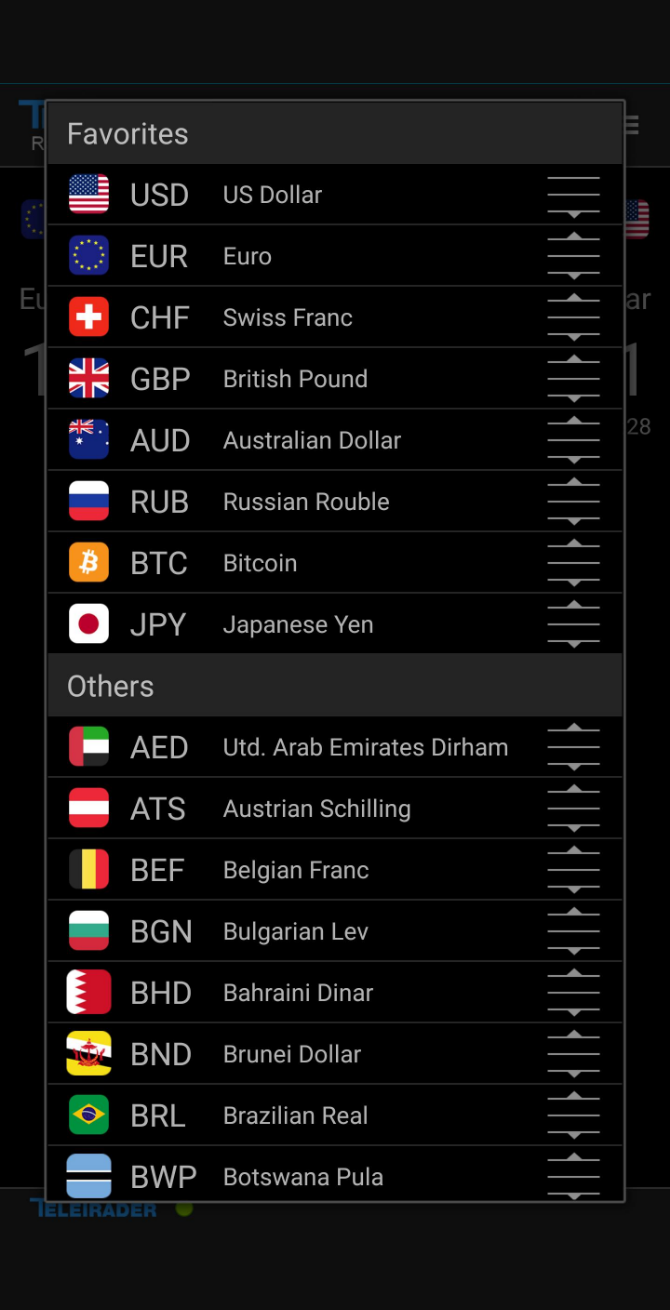 Favorites
USD US Dollar
EUR Euro
CHF Swiss Franc
GBP British Pound
AUD Australian Dollar
28
RUB Russian Rouble
BTC Bitcoin
JPY Japanese Yen
Others
AED Utd. Arab Emirates Dirham
ATS Austrian Schilling
BEF Belgian Franc
BGN Bulgarian Lev
BHD Bahraini Dinar
BND Brunei Dollar
BRL Brazilian Real
BWP Botswana Pula
TELETRADER